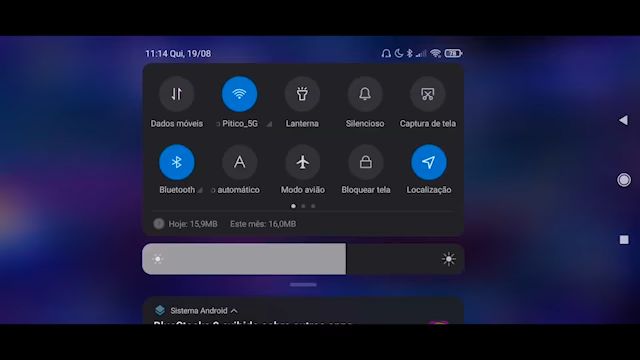 11:14 Qui, 19/08
78
Dados móveis
Pitico_5G
Lanterna
Silencioso
Captura de tela
Bluetooth
automático
Modo avião
Bloquear tela
Localização
Hoje: 15,9MB Este mês: 16,0MB
Sistema Android